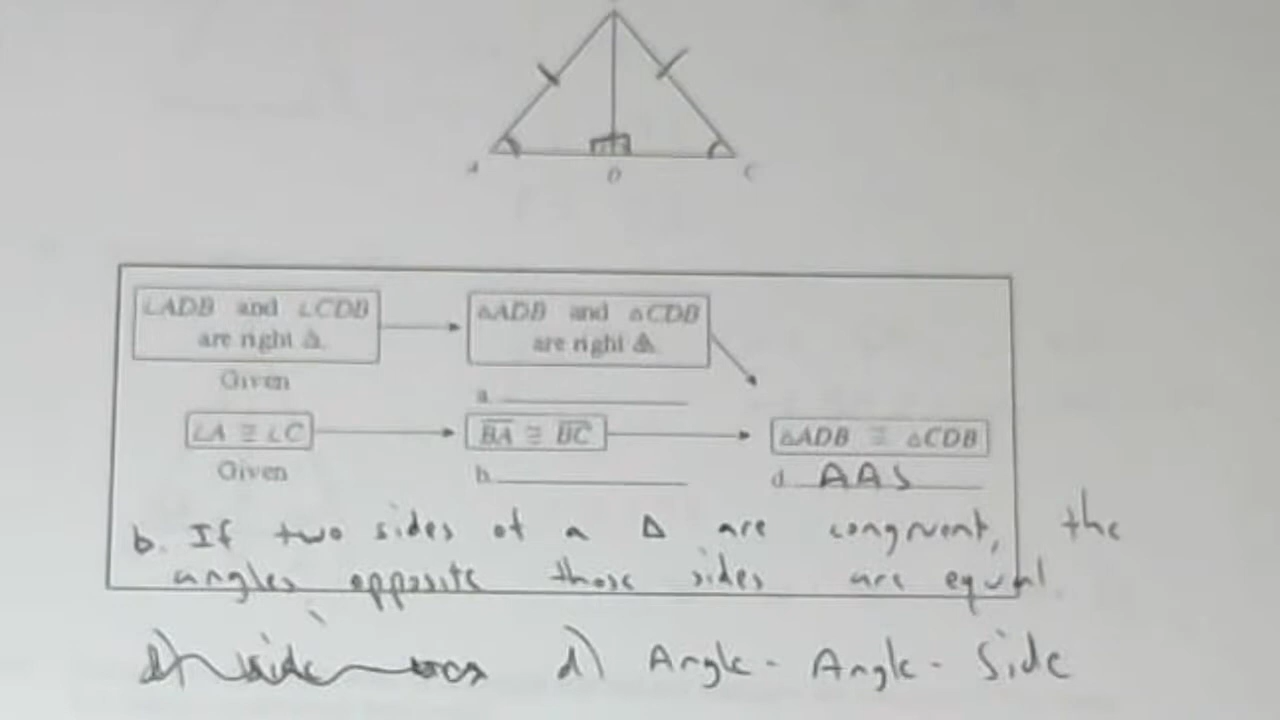 A D C
∠ADB and ∠CDB
are right ∠s.
Given
△ADB and △CDB
are right △s.
a.
∠A ≅ ∠C
Given
BA ≅ BC
b.
△ADB ≅ △CDB
d. AAS
b. If two sides of a △ are congruent, the
angles opposite those sides are equal
d) Angle - Angle - Side